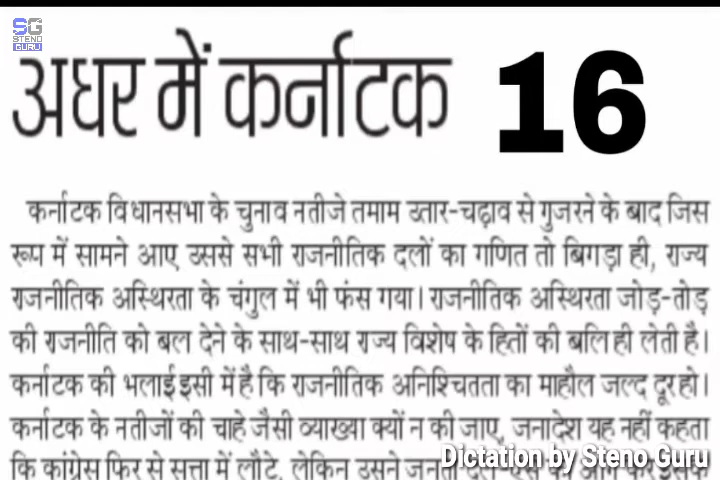 SG
STENO
GURU
अधर में कर्नाटक 16
कर्नाटक विधानसभा के चुनाव नतीजे तमाम उतार-चढ़ाव से गुजरने के बाद जिस
रूप में सामने आए उससे सभी राजनीतिक दलों का गणित तो बिगड़ा ही, राज्य
राजनीतिक अस्थिरता के चंगुल में भी फंस गया। राजनीतिक अस्थिरता जोड़-तोड़
की राजनीति को बल देने के साथ-साथ राज्य विशेष के हितों की बलि ही लेती है।
कर्नाटक की भलाई इसी में है कि राजनीतिक अनिश्चितता का माहौल जल्द दूर हो।
कर्नाटक के नतीजों की चाहे जैसी व्याख्या क्यों न की जाए, जनादेश यह नहीं कहता
कि कांग्रेस फिर से सत्ता में लौटे, लेकिन उसने
Dictation by Steno Guru